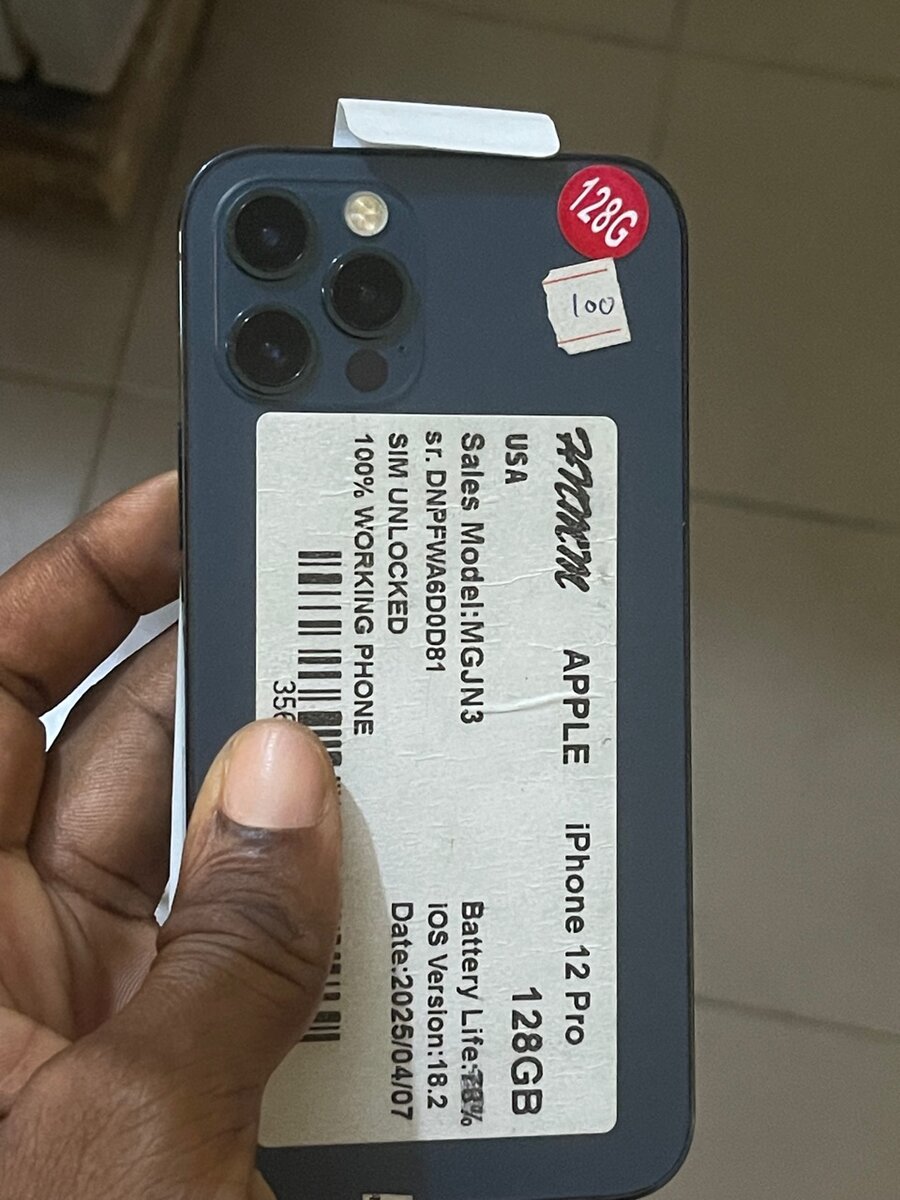 128G
100
APPLE iPhone 12 Pro
USA 128GB
Sales Model:MGJN3 Battery Life:
sr. DNPFWA6D0D81 iOS Version:18.2
SIM UNLOCKED Date:2025/04/07
100% WORKING PHONE